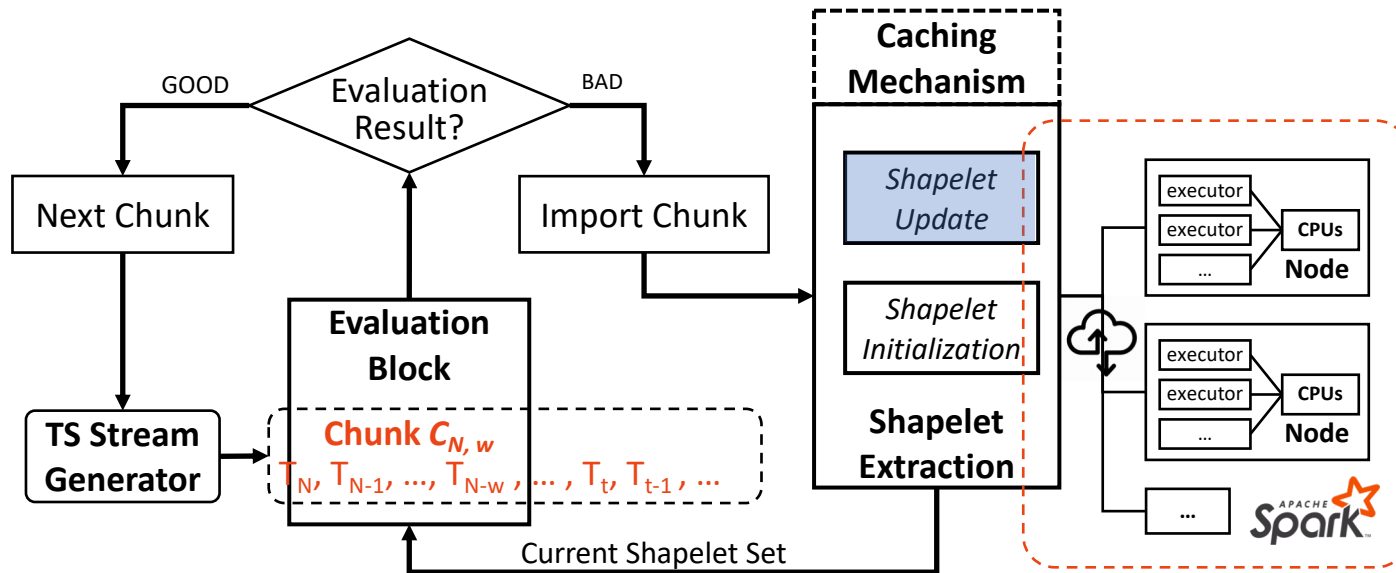 GOOD
Evaluation
Result?
BAD
Next Chunk
Import Chunk
Evaluation
Block
TS Stream
Generator
Chunk C_{N, w}
T_N, T_{N-1}, ..., T_{N-w} , ... , T_t, T_{t-1} , ...
Current Shapelet Set
Caching
Mechanism
Shapelet
Update
Shapelet
Initialization
Shapelet
Extraction
executor
executor
...
CPUs
Node
executor
executor
...
CPUs
Node
...
APACHE
Spark™